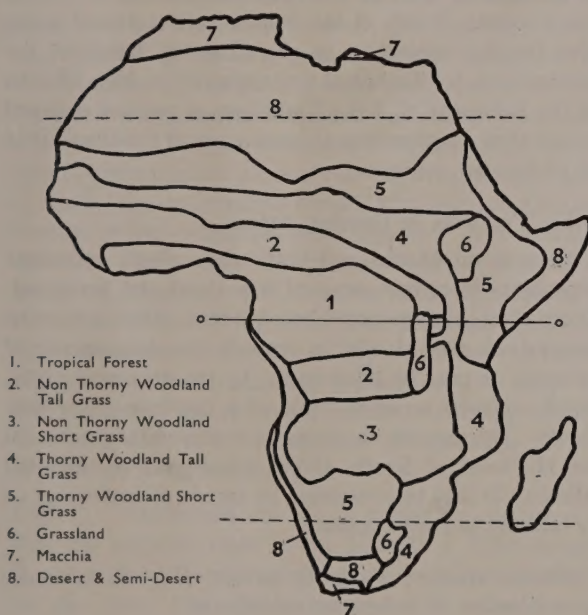 7
7
8
5
4
6
2
8
5
1
o
o
6
2
4
3
5
6
4
8
8
7
1. Tropical Forest
2. Non Thorny Woodland
Tall Grass
3. Non Thorny Woodland
Short Grass
4. Thorny Woodland Tall
Grass
5. Thorny Woodland Short
Grass
6. Grassland
7. Macchia
8. Desert & Semi-Desert